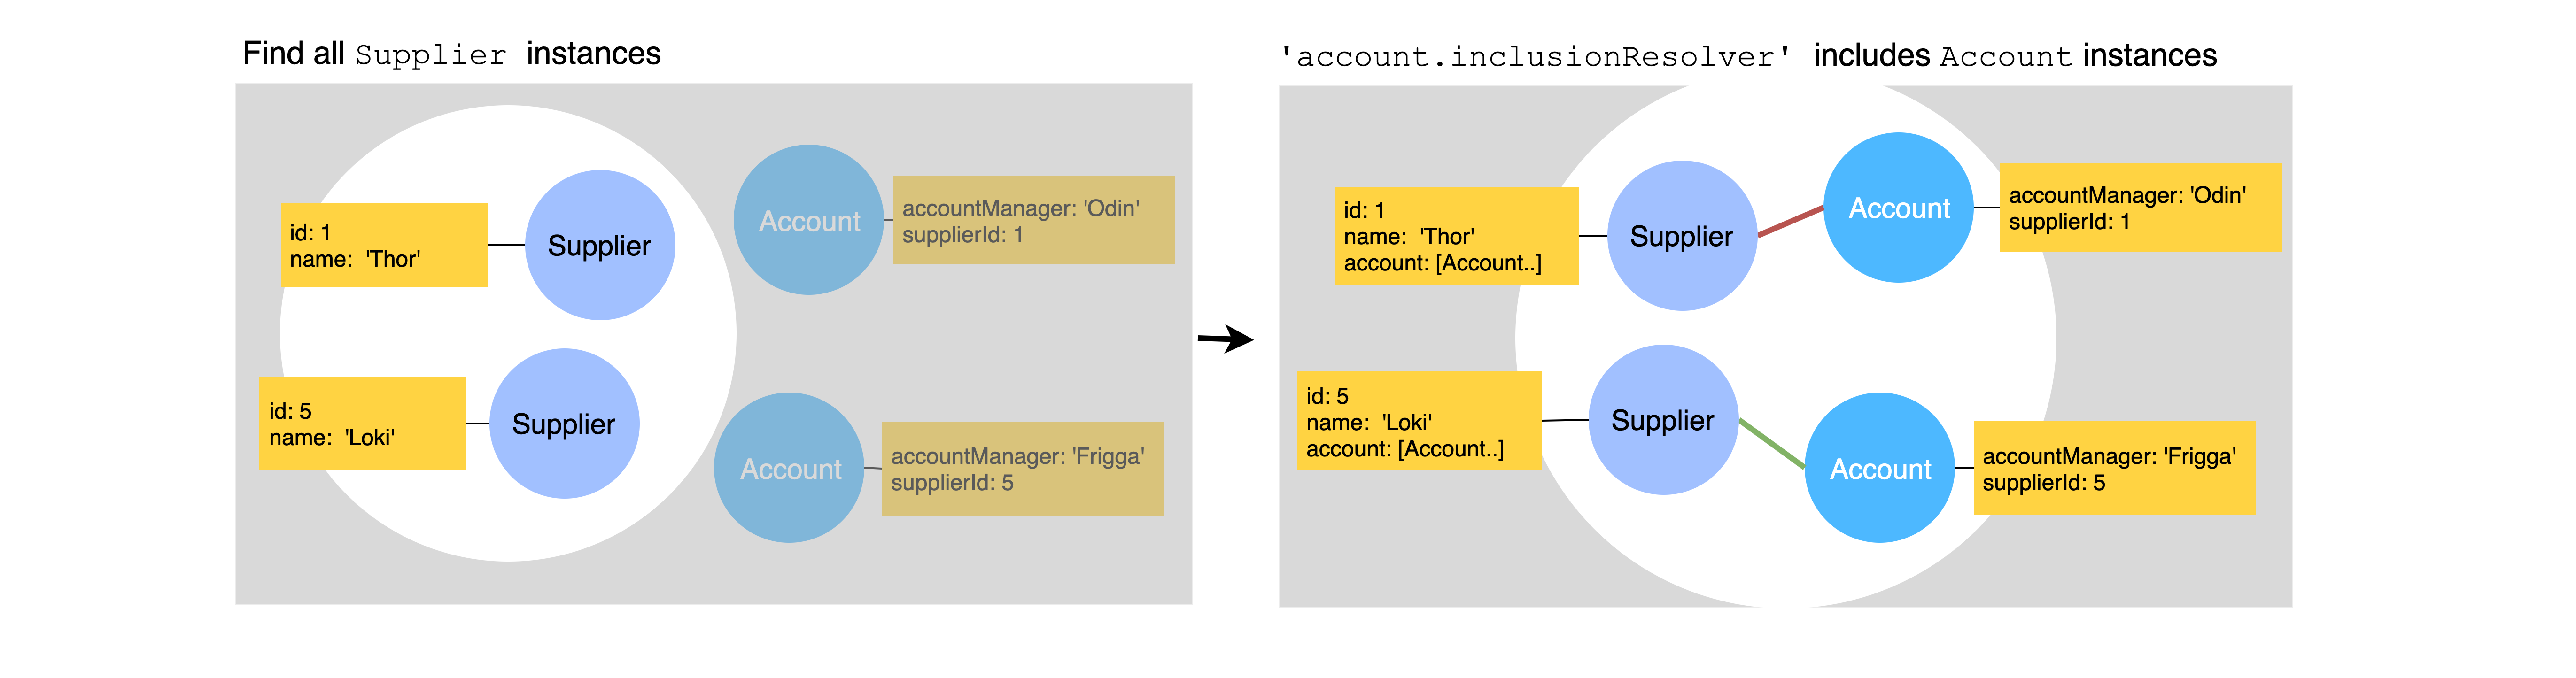 Find all Supplier instances
id: 1
name: 'Thor'
Supplier
Account
accountManager: 'Odin'
supplierId: 1
id: 5
name: 'Loki'
Supplier
Account
accountManager: 'Frigga'
supplierId: 5
'account.inclusionResolver' includes Account instances
id: 1
name: 'Thor'
account: [Account..]
Supplier
Account
accountManager: 'Odin'
supplierId: 1
id: 5
name: 'Loki'
account: [Account..]
Supplier
Account
accountManager: 'Frigga'
supplierId: 5